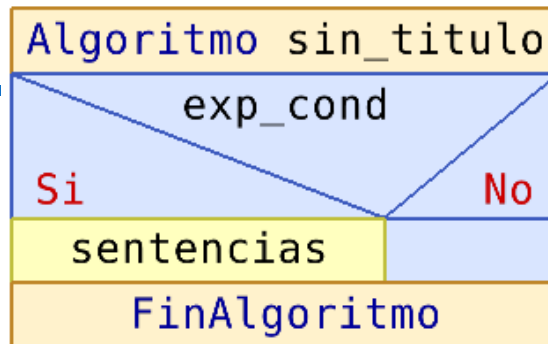 Algoritmo sin_titulo
exp_cond
Si No
sentencias
FinAlgoritmo